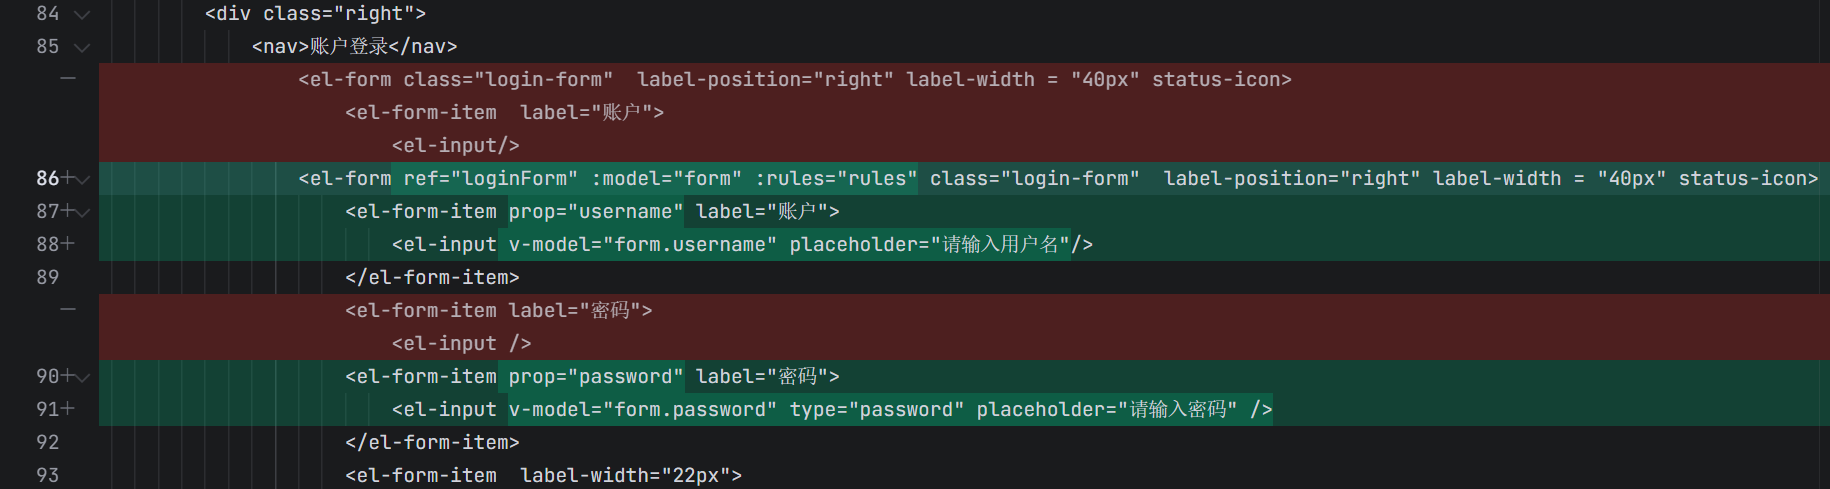 84 <div class="right">
85 <nav>账户登录</nav>
— <el-form class="login-form"  label-position="right" label-width = "40px" status-icon>
<el-form-item  label="账户">
<el-input/>
86+ <el-form ref="loginForm" :model="form" :rules="rules" class="login-form"  label-position="right" label-width = "40px" status-icon>
87+ <el-form-item prop="username" label="账户">
88+ <el-input v-model="form.username" placeholder="请输入用户名"/>
89 </el-form-item>
— <el-form-item label="密码">
<el-input />
90+ <el-form-item prop="password" label="密码">
91+ <el-input v-model="form.password" type="password" placeholder="请输入密码" />
92 </el-form-item>
93 <el-form-item  label-width="22px">